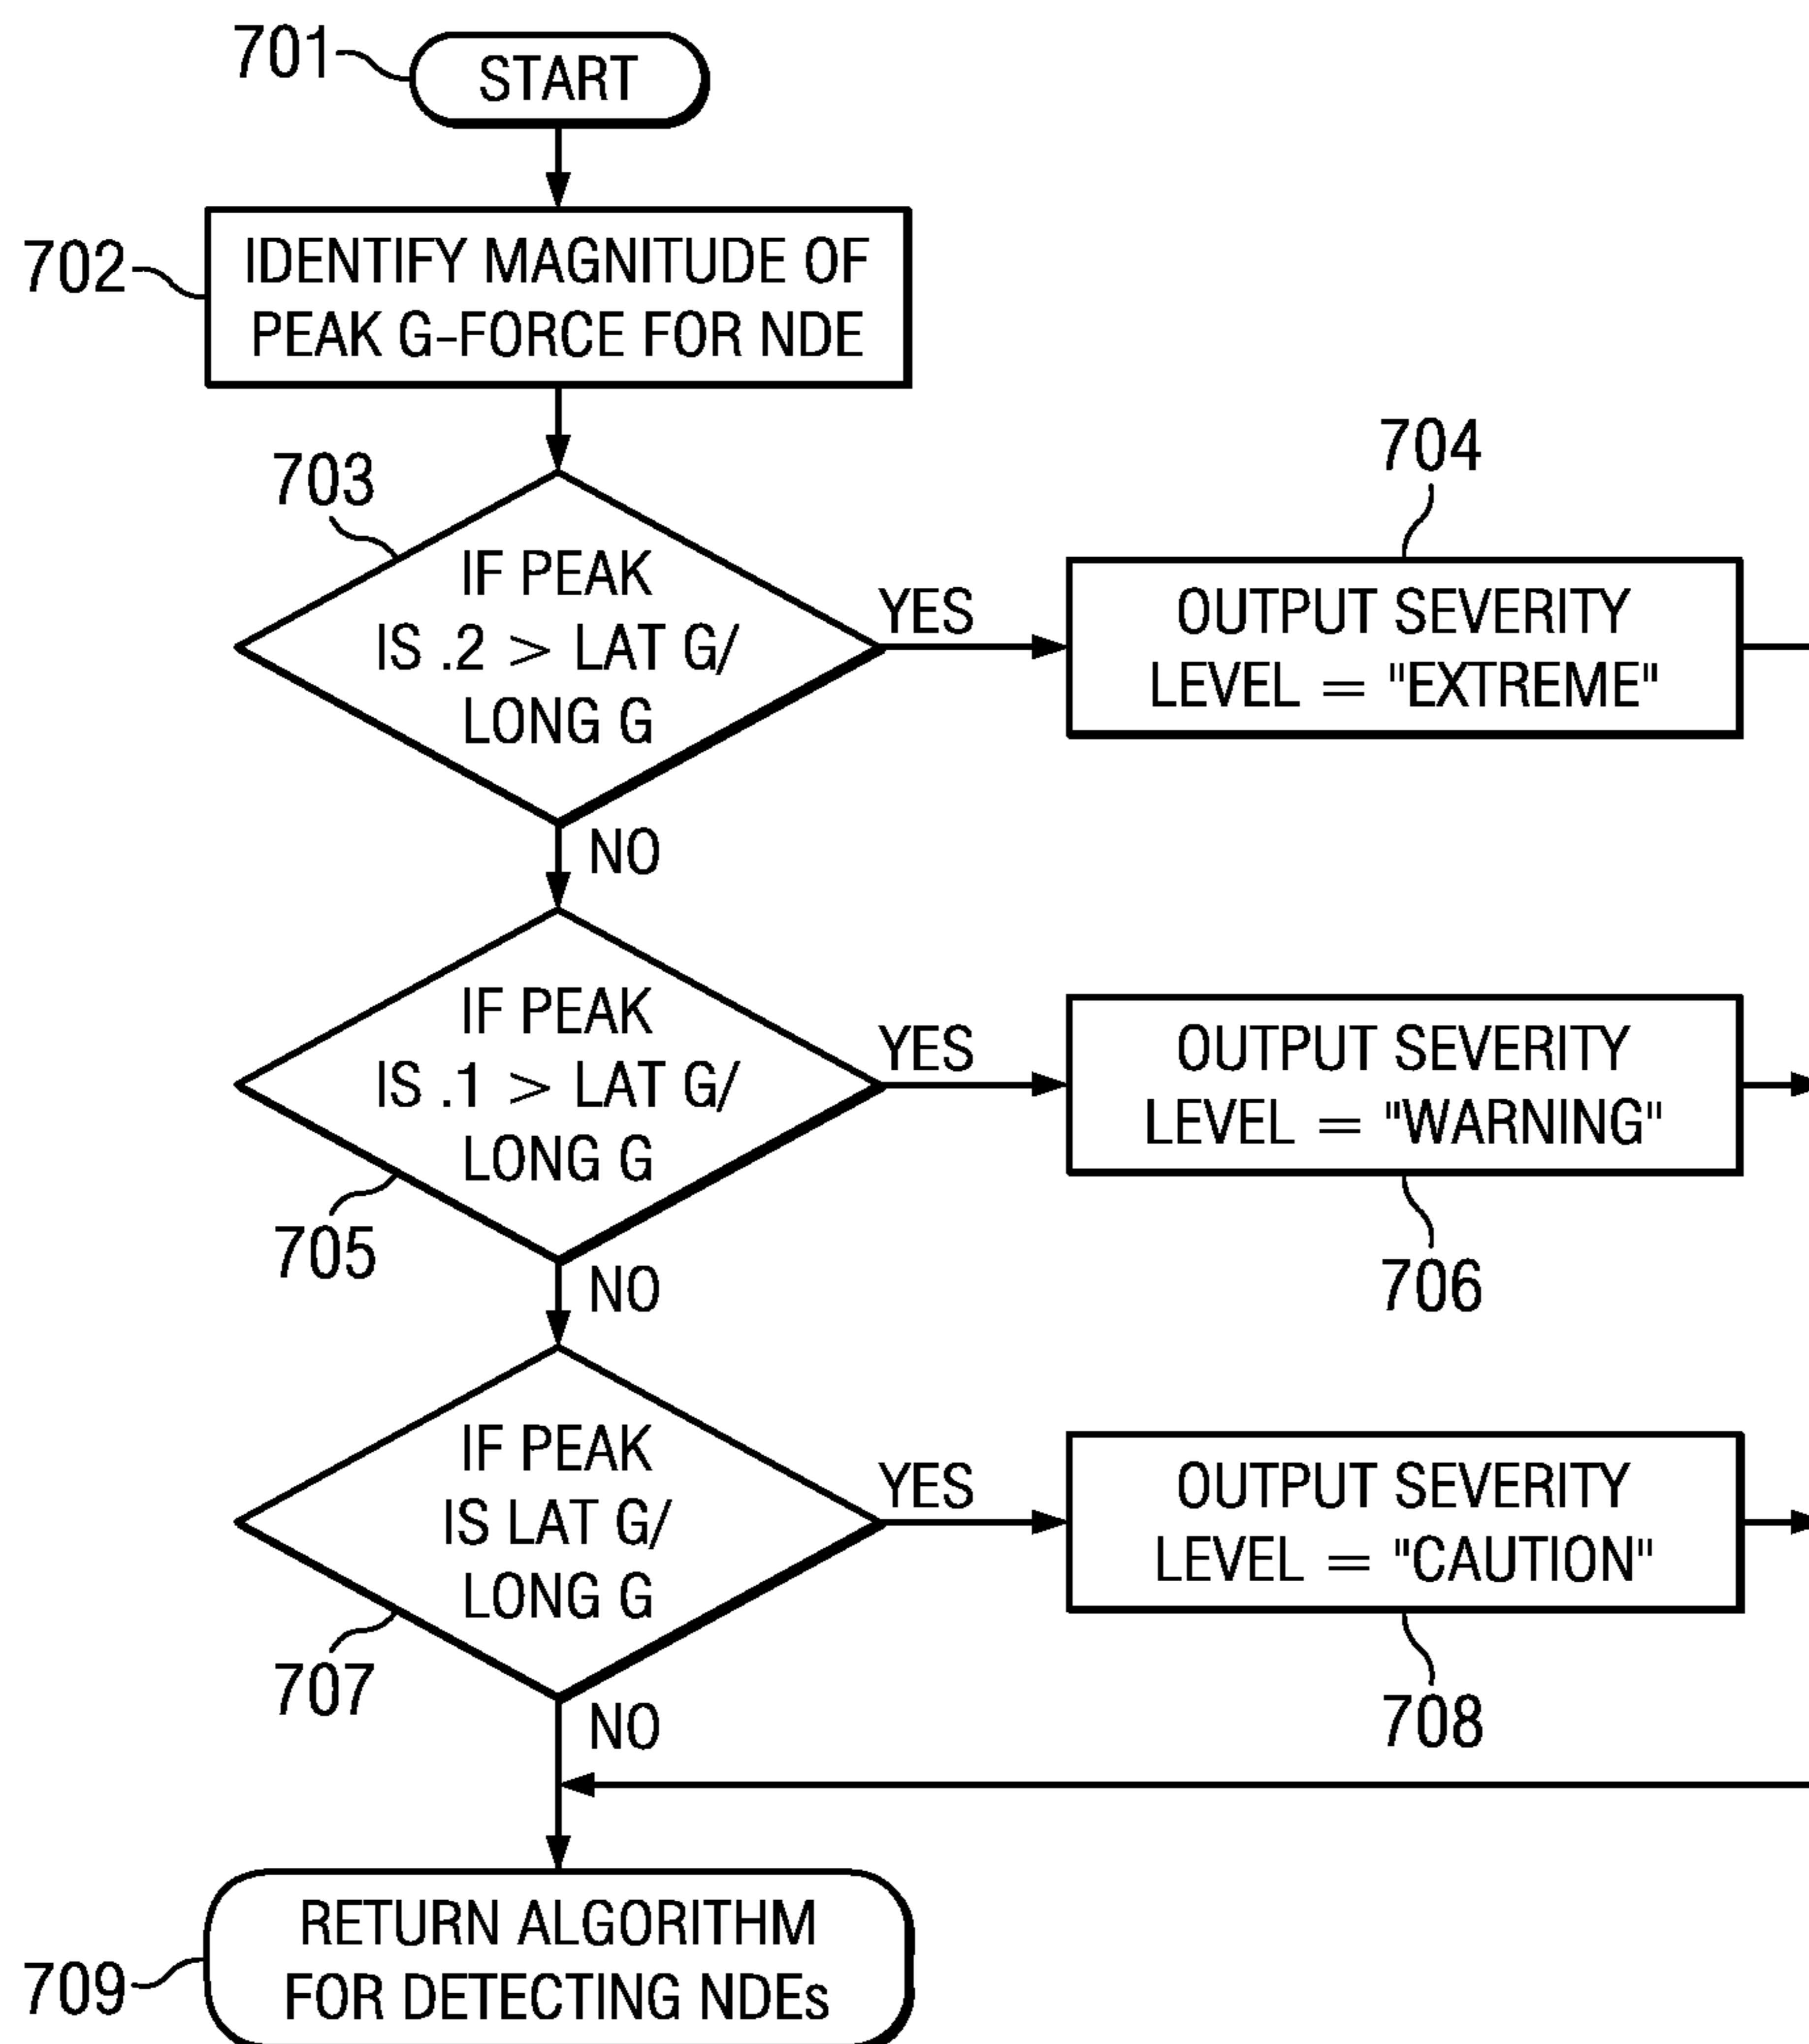 701
START
702
IDENTIFY MAGNITUDE OF
PEAK G-FORCE FOR NDE
703
IF PEAK
IS .2 > LAT G/
LONG G
YES
704
OUTPUT SEVERITY
LEVEL = "EXTREME"
NO
IF PEAK
IS .1 > LAT G/
LONG G
705
YES
OUTPUT SEVERITY
LEVEL = "WARNING"
706
NO
IF PEAK
IS LAT G/
LONG G
707
YES
OUTPUT SEVERITY
LEVEL = "CAUTION"
708
NO
RETURN ALGORITHM
FOR DETECTING NDEs
709